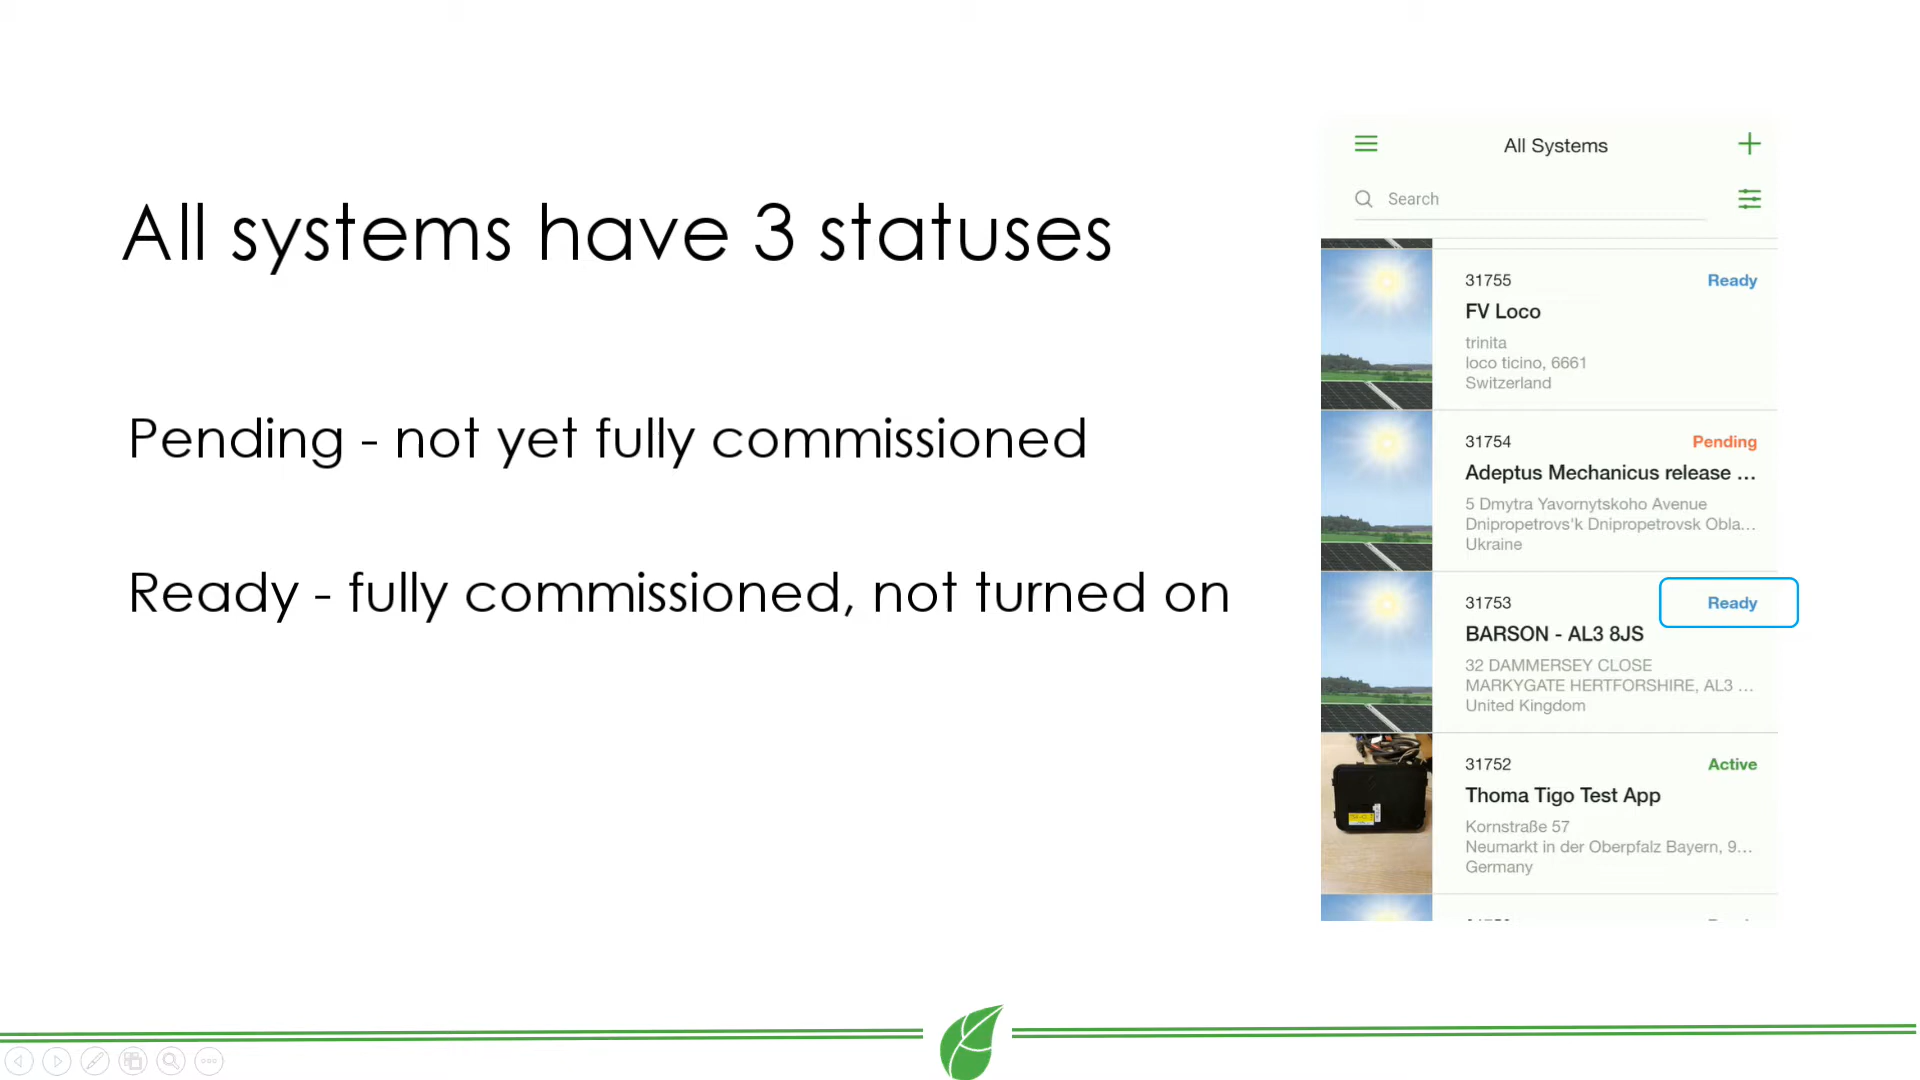 All systems have 3 statuses
Pending - not yet fully commissioned
Ready - fully commissioned, not turned on
All Systems
Search
31755
Ready
FV Loco
trinita
loco ticino, 6661
Switzerland
31754
Pending
Adeptus Mechanicus release ...
5 Dmytra Yavornytskoho Avenue
Dnipropetrovs'k Dnipropetrovsk Obla...
Ukraine
31753
Ready
BARSON - AL3 8JS
32 DAMMERSEY CLOSE
MARKYGATE HERTFORSHIRE, AL3 ...
United Kingdom
31752
Active
Thoma Tigo Test App
Kornstraße 57
Neumarkt in der Oberpfalz Bayern, 9...
Germany